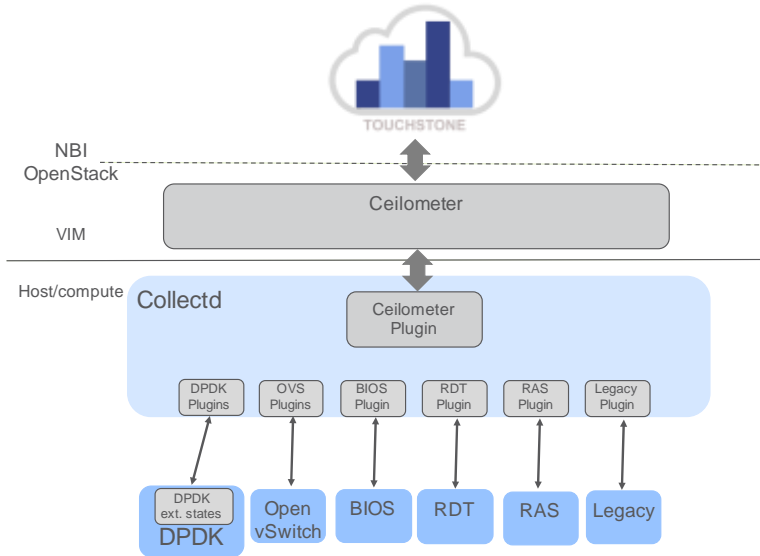 TOUCHSTONE
NBI
OpenStack
Ceilometer
VIM
Host/compute
Collectd
Ceilometer
Plugin
DPDK
Plugins
OVS
Plugins
BIOS
Plugin
RDT
Plugin
RAS
Plugin
Legacy
Plugin
DPDK
ext. states
DPDK
Open
vSwitch
BIOS
RDT
RAS
Legacy